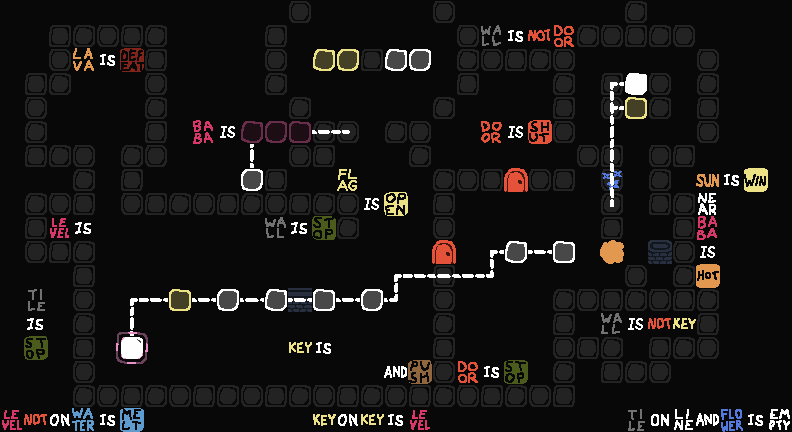 WALL IS NOT DOOR
LAVA IS DEFEAT
BABA IS
DOOR IS SHUT
FLAG
SUN IS WIN
IS OPEN
NEAR
LEVEL IS
WALL IS STOP
BABA
IS
HOT
TILE
IS
WALL IS NOT KEY
STOP
KEY IS
AND PUSH
DOOR IS STOP
LEVEL NOT ON WATER IS MELT
KEY ON KEY IS LEVEL
TILE ON LINE AND FLOWER IS EMPTY